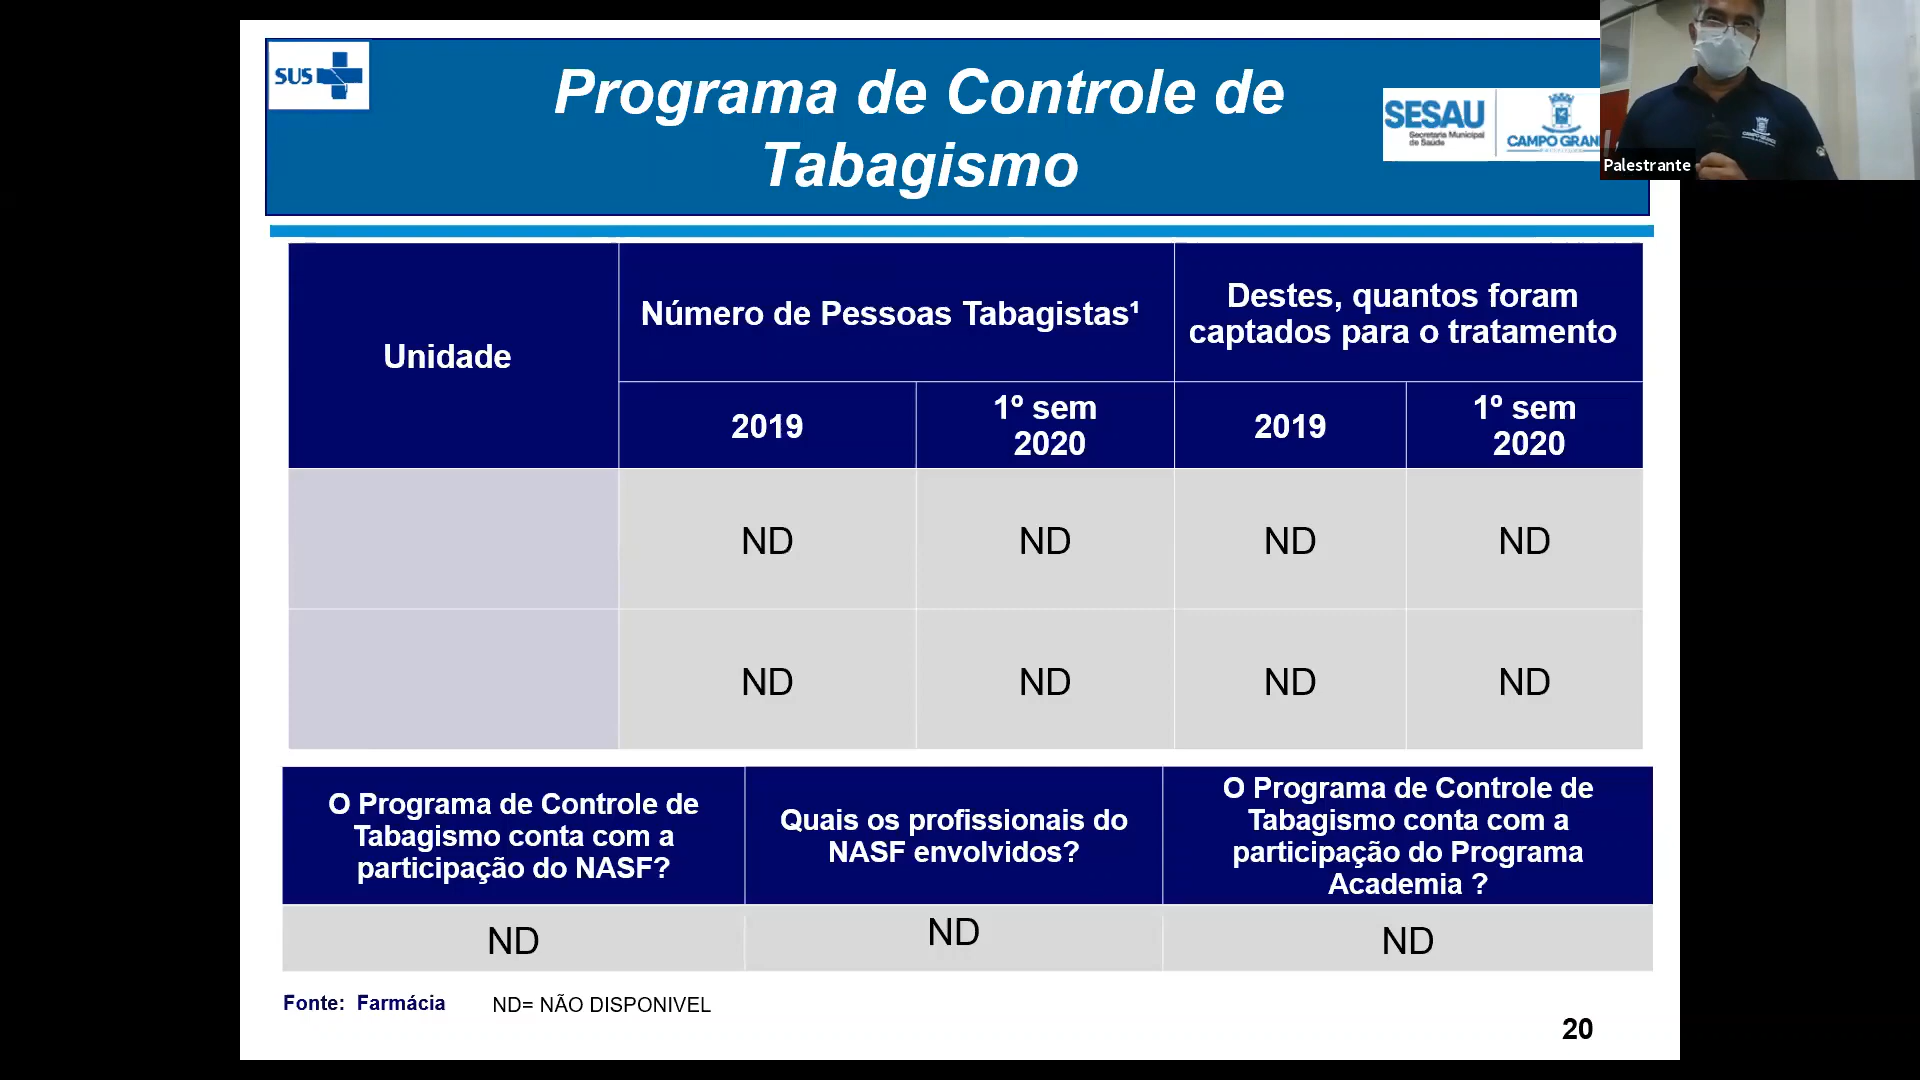 SUS
Programa de Controle de
Tabagismo
SESAU
Secretaria Municipal
de Saúde
CAMPO GRAN
Palestrante
Unidade
Número de Pessoas Tabagistas¹
Destes, quantos foram
captados para o tratamento
2019
1º sem
2020
2019
1º sem
2020
ND
ND
ND
ND
ND
ND
ND
ND
O Programa de Controle de
Tabagismo conta com a
participação do NASF?
Quais os profissionais do
NASF envolvidos?
O Programa de Controle de
Tabagismo conta com a
participação do Programa
Academia ?
ND
ND
ND
Fonte: Farmácia
ND= NÃO DISPONIVEL
20